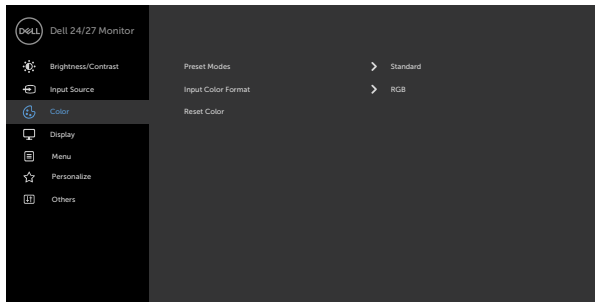 DELL Dell 24/27 Monitor
Brightness/Contrast Preset Modes Standard
Input Source Input Color Format RGB
Color Reset Color
Display
Menu
Personalize
Others